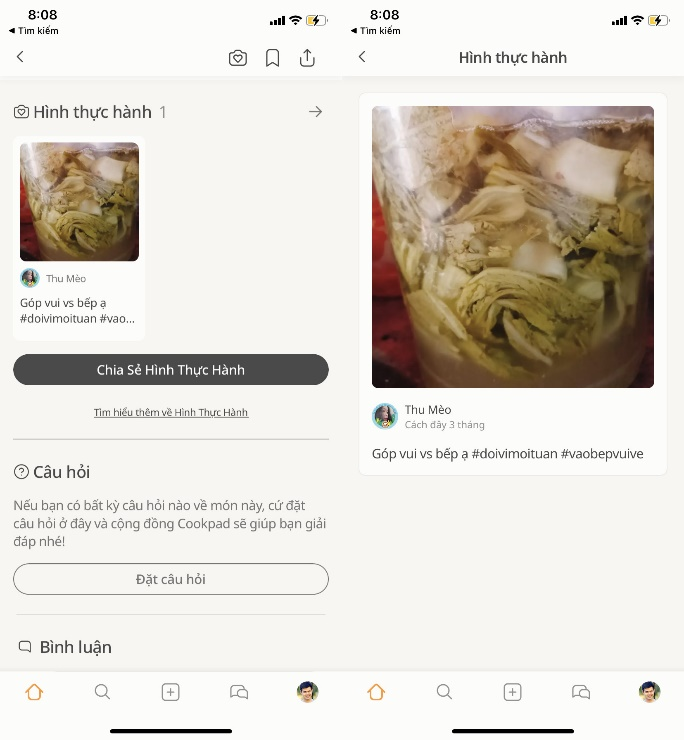 8:08
◀ Tìm kiếm
Hình thực hành 1
Thu Mèo
Góp vui vs bếp ạ
#doivimoituan #vao...
Chia Sẻ Hình Thực Hành
Tìm hiểu thêm về Hình Thực Hành
Câu hỏi
Nếu bạn có bất kỳ câu hỏi nào về món này, cứ đặt
câu hỏi ở đây và cộng đồng Cookpad sẽ giúp bạn giải
đáp nhé!
Đặt câu hỏi
Bình luận
8:08
◀ Tìm kiếm
Hình thực hành
Thu Mèo
Cách đây 3 tháng
Góp vui vs bếp ạ #doivimoituan #vaobepvuive